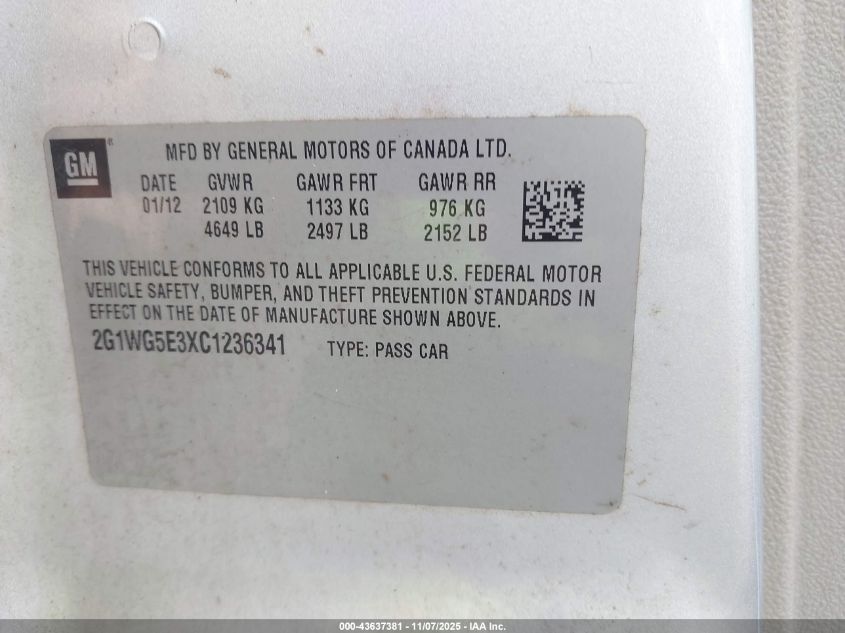 GM ®
MFD BY GENERAL MOTORS OF CANADA LTD.
DATE GVWR GAWR FRT GAWR RR
01/12 2109 KG 1133 KG 976 KG
4649 LB 2497 LB 2152 LB
THIS VEHICLE CONFORMS TO ALL APPLICABLE U.S. FEDERAL MOTOR
VEHICLE SAFETY, BUMPER, AND THEFT PREVENTION STANDARDS IN
EFFECT ON THE DATE OF MANUFACTURE SHOWN ABOVE.
2G1WG5E3XC1236341 TYPE: PASS CAR
000-43637381 - 11/07/2025 - IAA Inc.